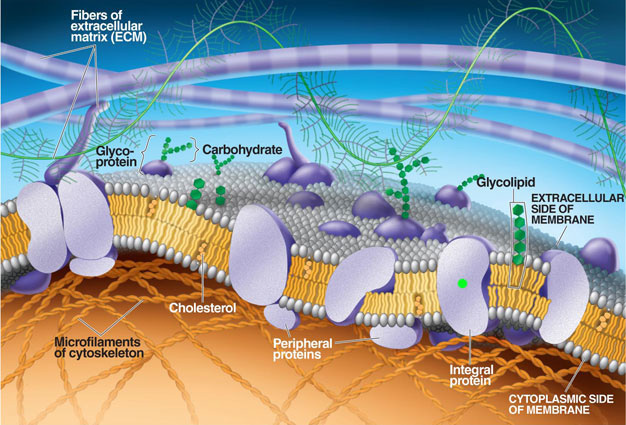 Fibers of
extracellular
matrix (ECM)
Glyco-
protein
Carbohydrate
Glycolipid
EXTRACELLULAR
SIDE OF
MEMBRANE
Cholesterol
Microfilaments
of cytoskeleton
Peripheral
proteins
Integral
protein
CYTOPLASMIC SIDE
OF MEMBRANE